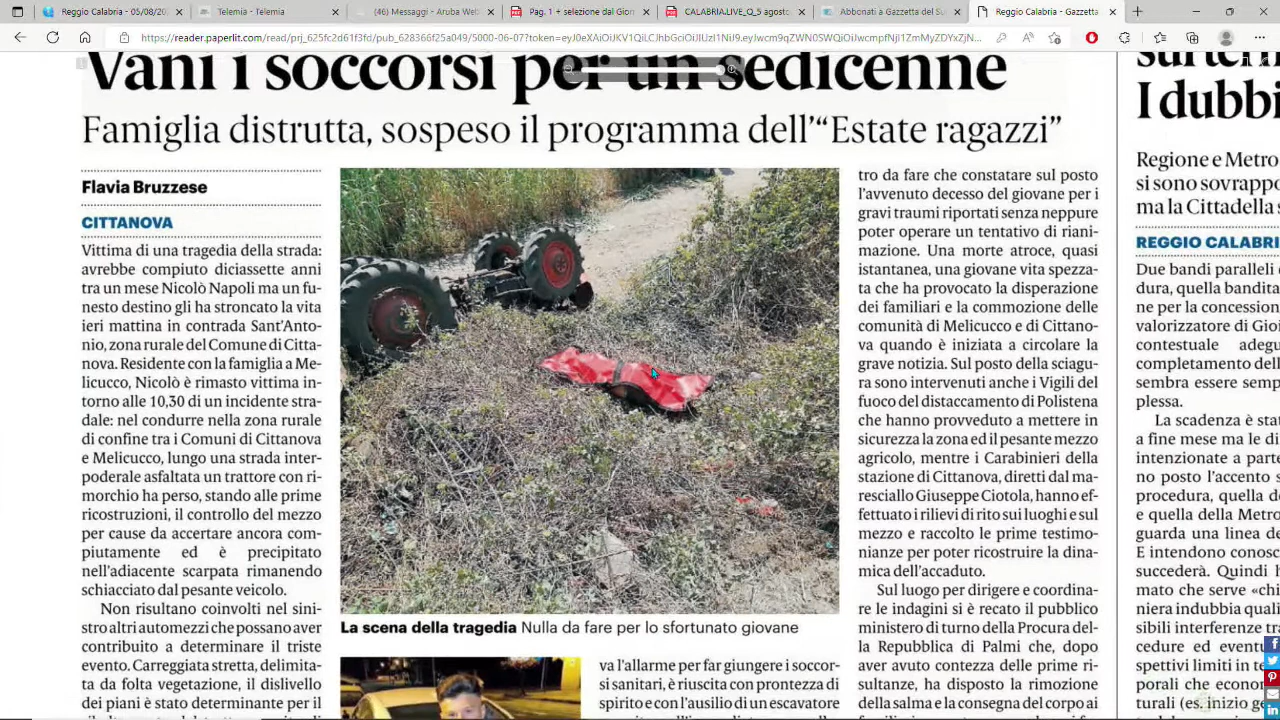 Reggio Calabria - 05/08/20
Telemia - Telemia
(46) Messaggi - Aruba Web
Pag. 1 + selezione dal Gior
CALABRIA.LIVE_O_5 agosto
Abbonati a Gazzetta del Su
Reggio Calabria - Gazzetta
Vani i soccorsi per un sedicenne
Famiglia distrutta, sospeso il programma dell'“Estate ragazzi”
Flavia Bruzzese
CITTANOVA
Vittima di una tragedia della strada:
avrebbe compiuto diciassette anni
tra un mese Nicolò Napoli ma un fu-
nesto destino gli ha stroncato la vita
ieri mattina in contrada Sant'Anto-
nio, zona rurale del Comune di Citta-
nova. Residente con la famiglia a Me-
licucco, Nicolò è rimasto vittima in-
torno alle 10,30 di un incidente stra-
dale: nel condurre nella zona rurale
di confine tra i Comuni di Cittanova
e Melicucco, lungo una strada inter-
poderale asfaltata un trattore con ri-
morchio ha perso, stando alle prime
ricostruzioni, il controllo del mezzo
per cause da accertare ancora com-
piutamente ed è precipitato
nell'adiacente scarpata rimanendo
schiacciato dal pesante veicolo.
Non risultano coinvolti nel sini-
stro altri automezzi che possano aver
contribuito a determinare il triste
evento. Carreggiata stretta, delimita-
ta da folta vegetazione, il dislivello
dei piani è stato determinante per il
La scena della tragedia Nulla da fare per lo sfortunato giovane
va l'allarme per far giungere i soccor-
si sanitari, è riuscita con prontezza di
spirito e con l'ausilio di un escavatore
tro da fare che constatare sul posto
l'avvenuto decesso del giovane per i
gravi traumi riportati senza neppure
poter operare un tentativo di riani-
mazione. Una morte atroce, quasi
istantanea, una giovane vita spezza-
ta che ha provocato la disperazione
dei familiari e la commozione delle
comunità di Melicucco e di Cittano-
va quando è iniziata a circolare la
grave notizia. Sul posto della sciagu-
ra sono intervenuti anche i Vigili del
fuoco del distaccamento di Polistena
che hanno provveduto a mettere in
sicurezza la zona ed il pesante mezzo
agricolo, mentre i Carabinieri della
stazione di Cittanova, diretti dal ma-
resciallo Giuseppe Ciotola, hanno ef-
fettuato i rilievi di rito sui luoghi e sul
mezzo e raccolto le prime testimo-
nianze per poter ricostruire la dina-
mica dell'accaduto.
Sul luogo per dirigere e coordina-
re le indagini si è recato il pubblico
ministero di turno della Procura del-
la Repubblica di Palmi che, dopo
aver avuto contezza delle prime ri-
sultanze, ha disposto la rimozione
della salma e la consegna del corpo ai
I dubbi
Regione e Metro
si sono sovrappo
ma la Cittadella s
REGGIO CALABRIA
Due bandi paralleli
dura, quella bandita
ne per la concession
valorizzatore di Gio
contestuale adegu
completamento dell
sembra essere semp
plessa.
La scadenza è stat
a fine mese ma le di
intenzionate a parte
no posto l'accento s
procedura, quella d
e quella della Metro
guarda una linea de
E intendono conosc
succederà. Quindi h
mato che serve «chi
niera indubbia quali
sibili interferenze tra
cedure ed eventu
spettivi limiti in te
porali che econom
turali (es. inizio ge